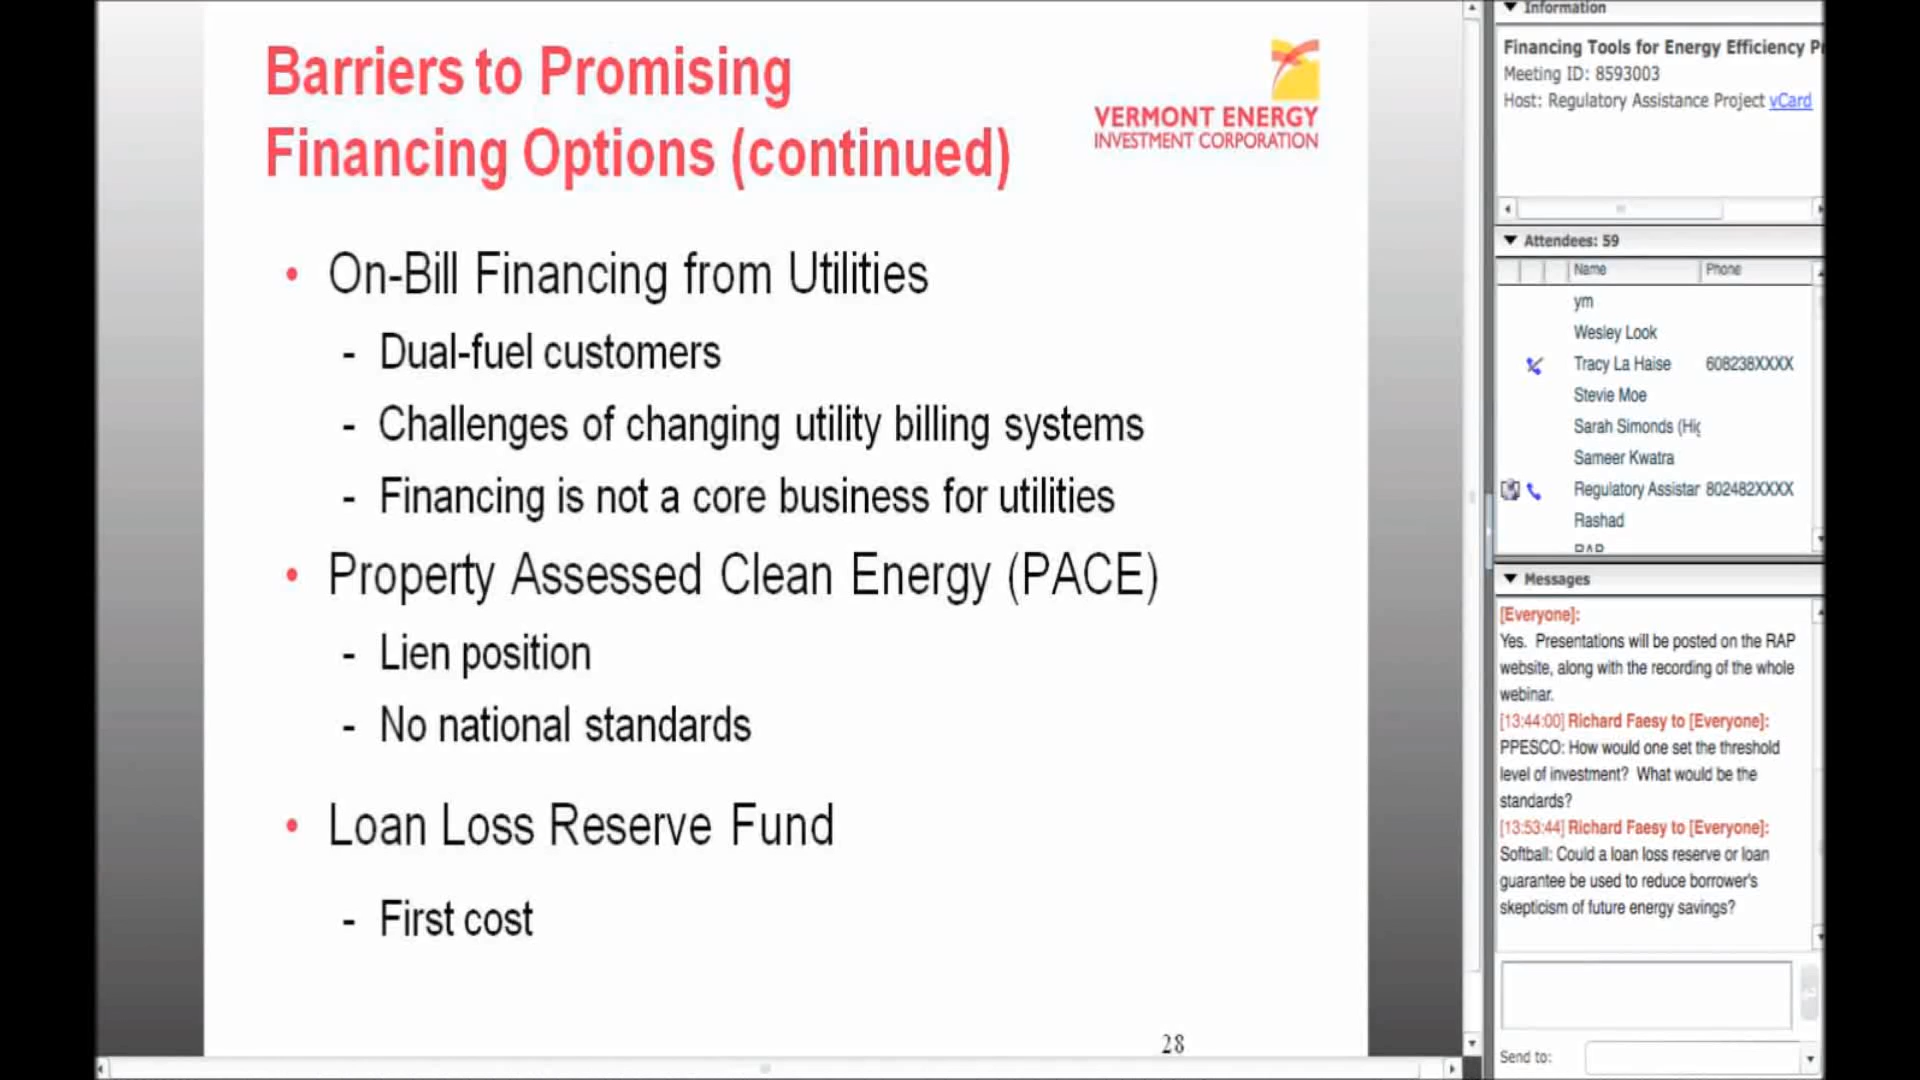 Barriers to Promising
Financing Options (continued)
VERMONT ENERGY
INVESTMENT CORPORATION
• On-Bill Financing from Utilities
- Dual-fuel customers
- Challenges of changing utility billing systems
- Financing is not a core business for utilities
• Property Assessed Clean Energy (PACE)
- Lien position
- No national standards
• Loan Loss Reserve Fund
- First cost
28
Information
Financing Tools for Energy Efficiency Pr
Meeting ID: 8593003
Host: Regulatory Assistance Project vCard
Attendees: 59
Name Phone
ym
Wesley Look
Tracy La Haise 608238XXXX
Stevie Moe
Sarah Simonds (Hig
Sameer Kwatra
Regulatory Assistar 802482XXXX
Rashad
RAP
Messages
[Everyone]:
Yes. Presentations will be posted on the RAP
website, along with the recording of the whole
webinar.
[13:44:00] Richard Faesy to [Everyone]:
PPESCO: How would one set the threshold
level of investment? What would be the
standards?
[13:53:44] Richard Faesy to [Everyone]:
Softball: Could a loan loss reserve or loan
guarantee be used to reduce borrower's
skepticism of future energy savings?
Send to: